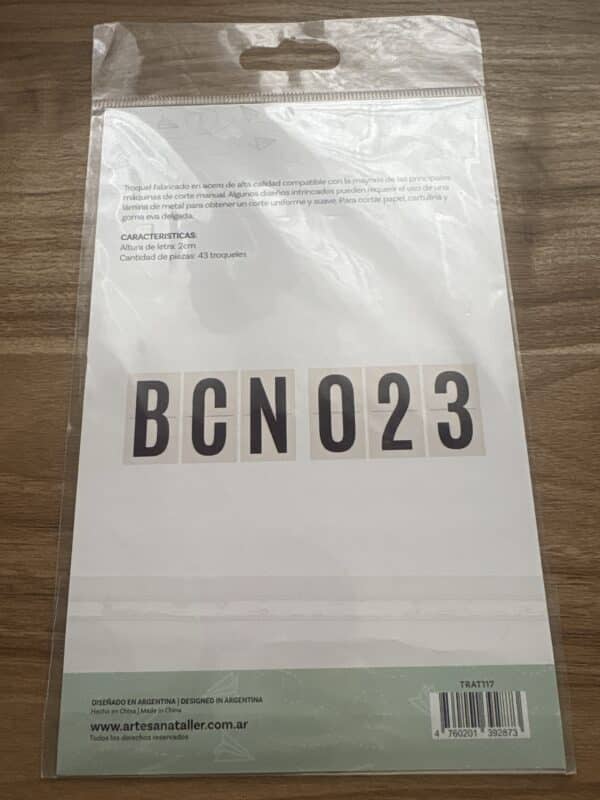 Troquel fabricado en acero de alta calidad compatible con la mayoría de las principales
máquinas de corte manual. Algunos diseños intrincados pueden requerir el uso de una
lámina de metal para obtener un corte uniforme y suave. Para cortar papel, cartulina y
goma eva delgada.
CARACTERISTICAS:
Altura de letra: 2cm
Cantidad de piezas: 43 troqueles
BCN 023
TRAT117
DISEÑADO EN ARGENTINA | DESIGNED IN ARGENTINA
Hecho en China | Made in China
www.artesanataller.com.ar
Todos los derechos reservados
4 760201 392873